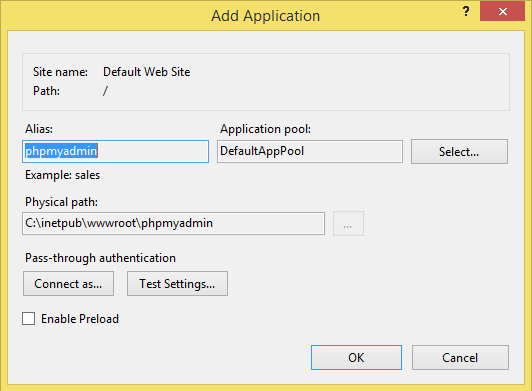 Add Application
?
Site name: Default Web Site
Path: /
Alias: Application pool:
phpmyadmin DefaultAppPool Select...
Example: sales
Physical path:
C:\inetpub\wwwroot\phpmyadmin ...
Pass-through authentication
Connect as... Test Settings...
Enable Preload
OK Cancel